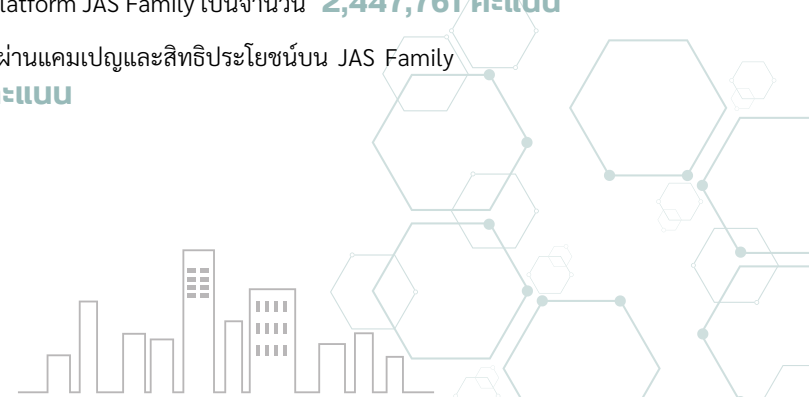 latform JAS Family เป็นจำนวน 2,447,761 คะแนน
ผ่านแคมเปญและสิทธิประโยชน์บน JAS Family
ะแนน